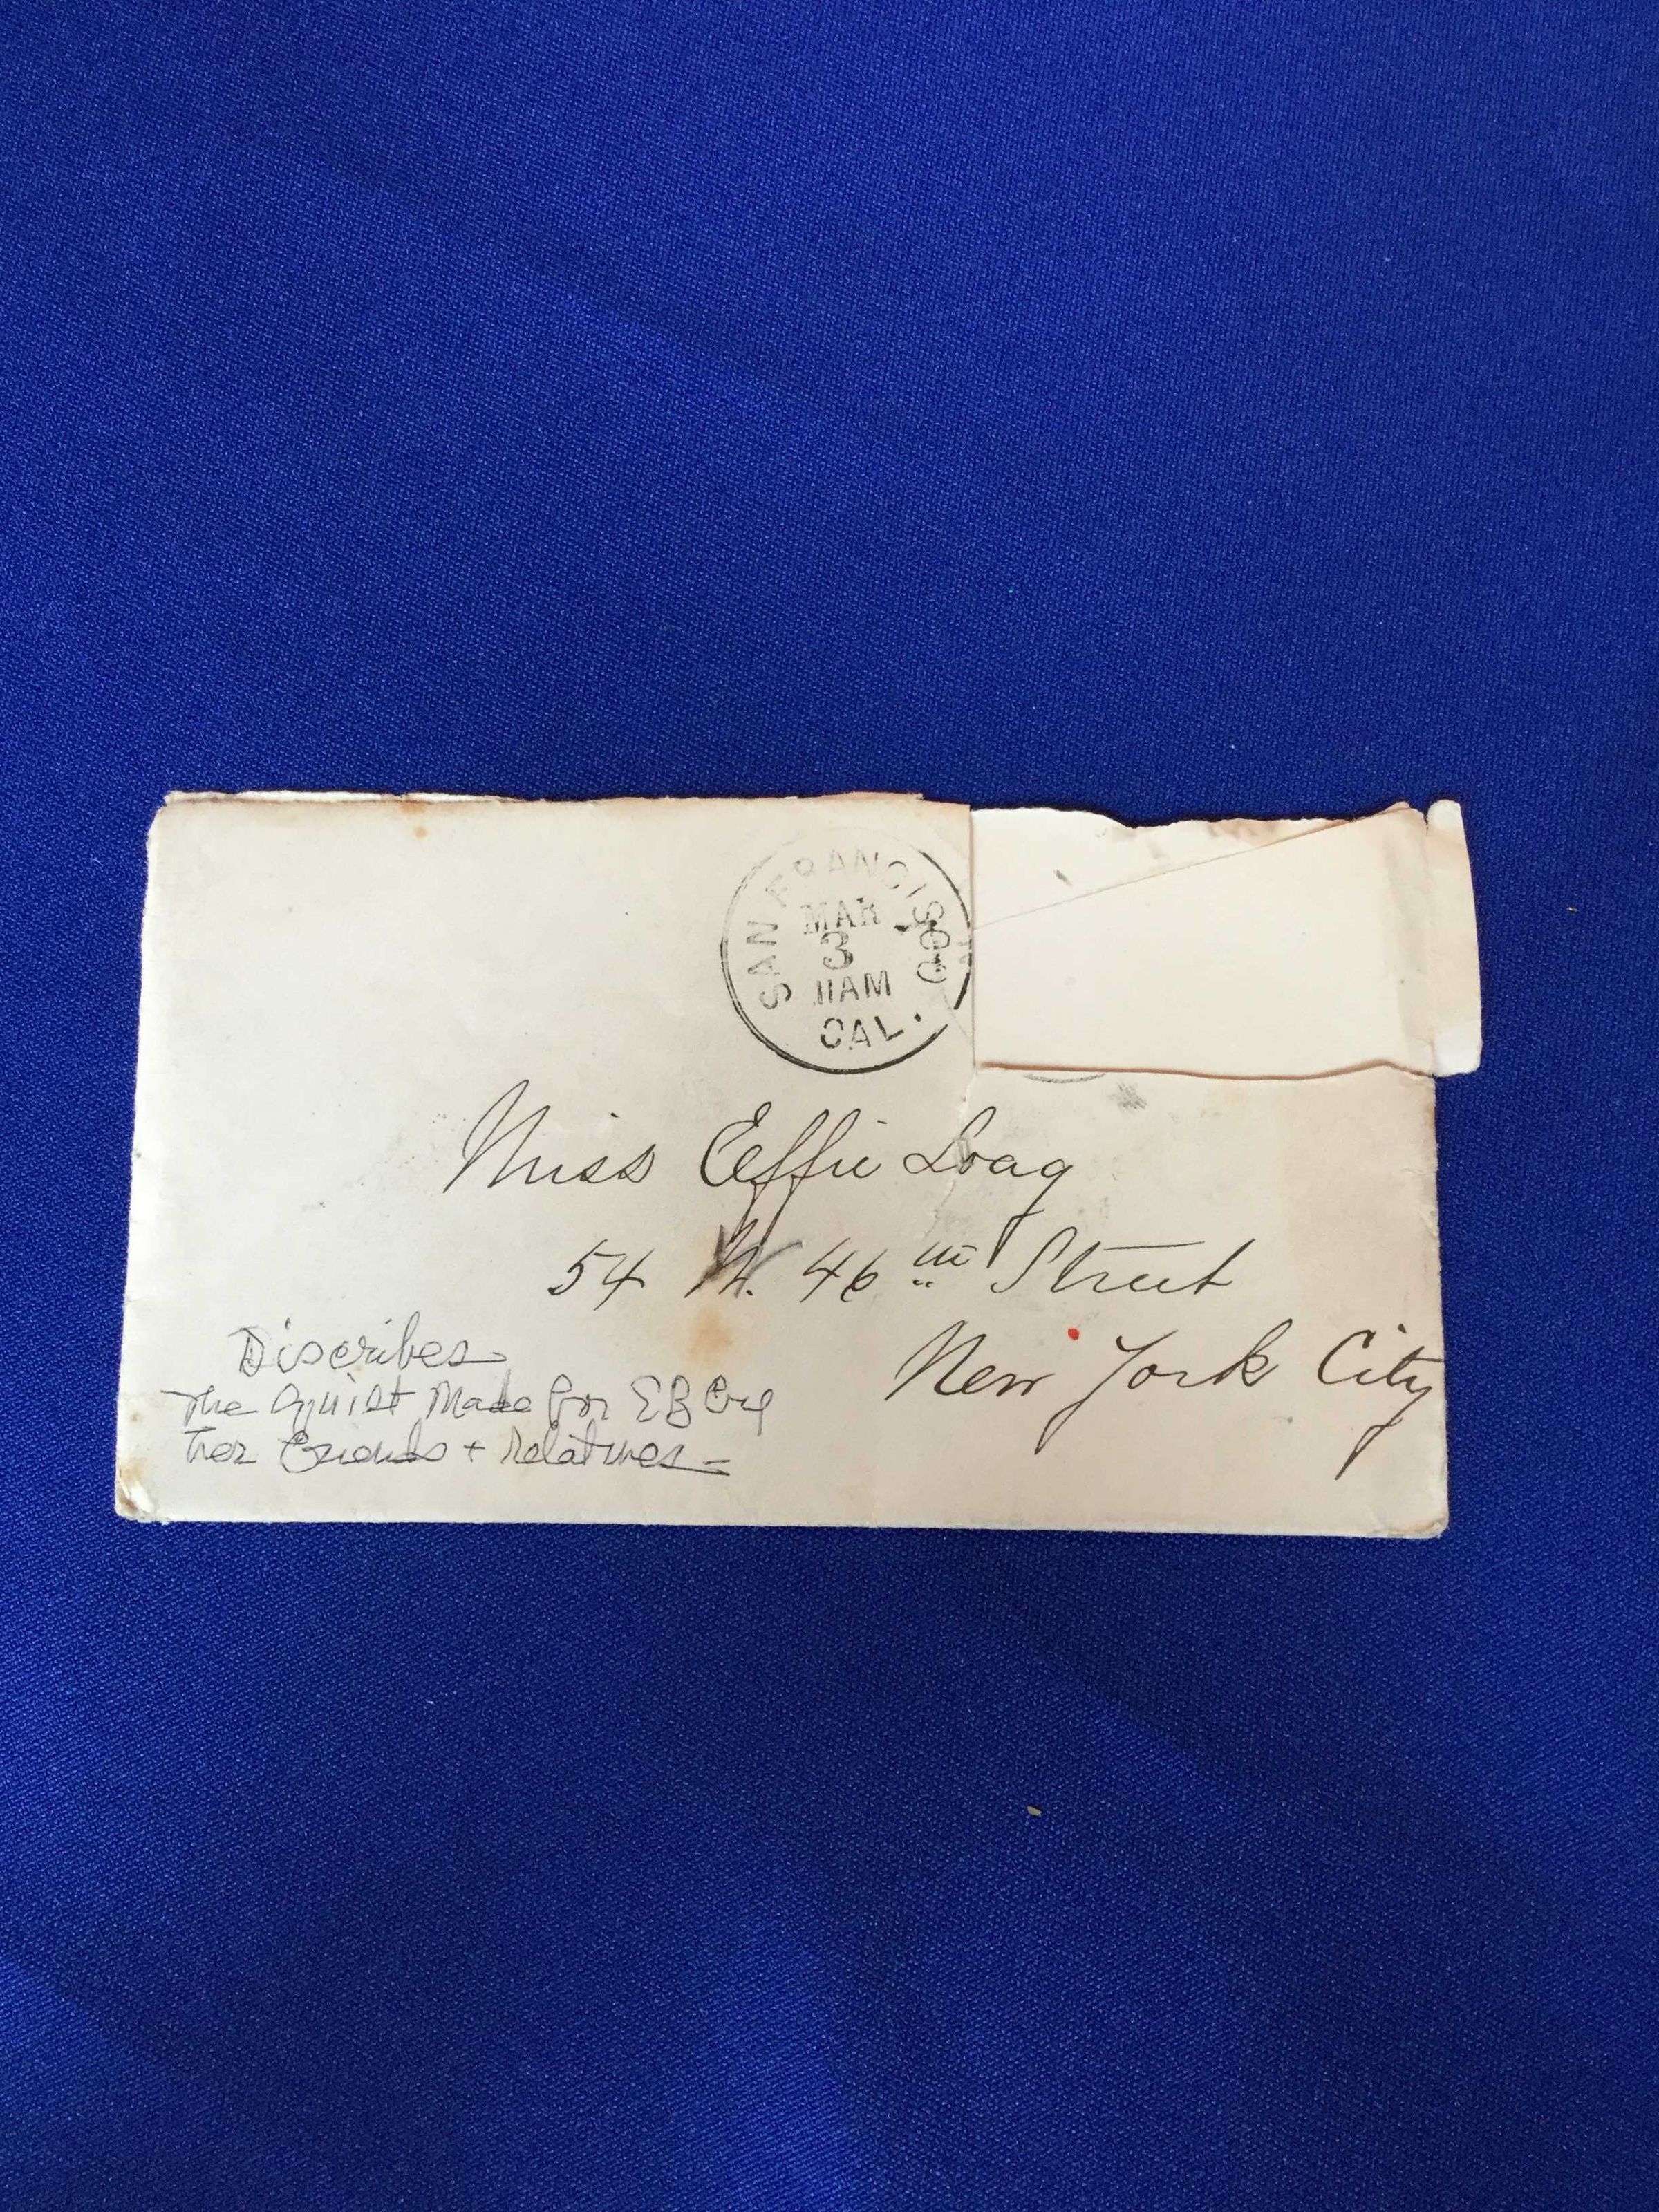 SAN FRANCISCO
MAR
3
11AM
CAL.
Miss Effie Loag
54 W. 46th Street
New York City
Discribes
The Quilt Made for EB by
her friends + Relatives